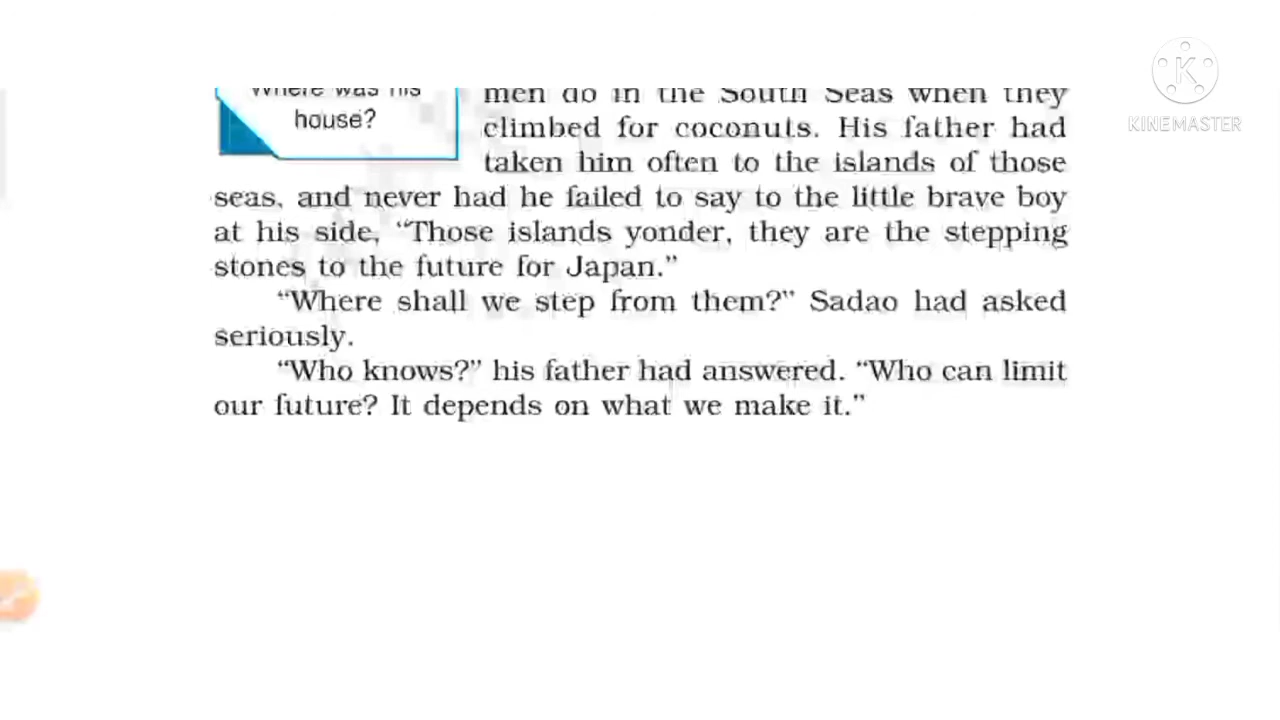 Where was his
house?
men do in the South Seas when they
climbed for coconuts. His father had
taken him often to the islands of those
seas, and never had he failed to say to the little brave boy
at his side, “Those islands yonder, they are the stepping
stones to the future for Japan.”
“Where shall we step from them?” Sadao had asked
seriously.
“Who knows?” his father had answered. “Who can limit
our future? It depends on what we make it.”
K
KINEMASTER